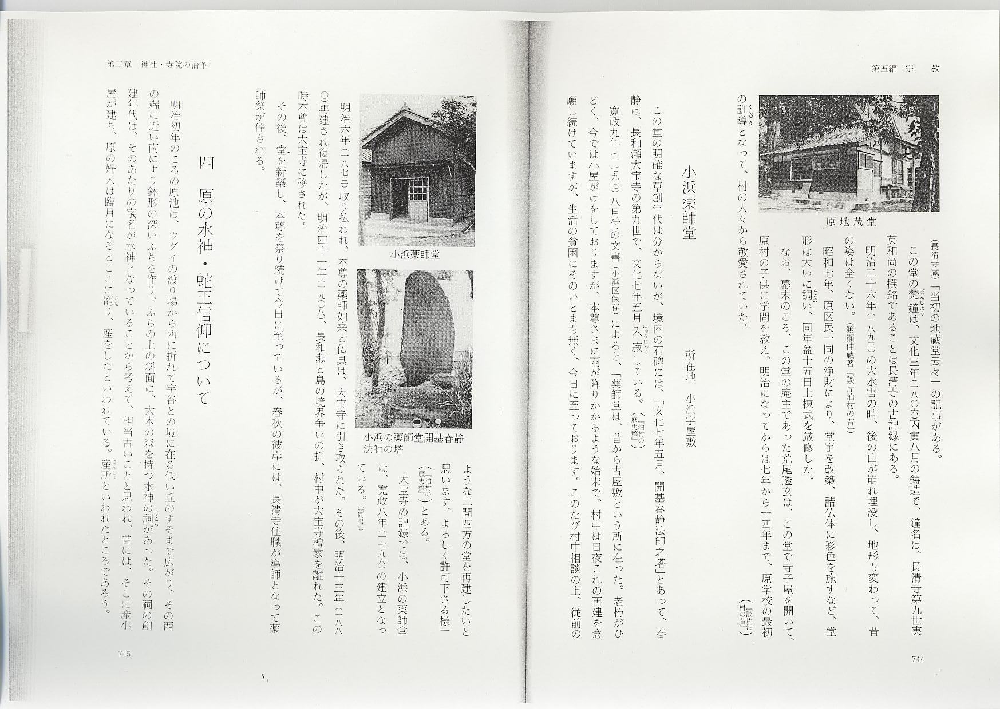 第五編　宗　　教
原地蔵堂
（長清寺蔵）「当初の地蔵堂云々」の記事がある。
この堂の梵鐘は、文化三年（一八〇六）丙寅八月の鋳造で、鐘名は、長清寺第九世実
英和尚の撰銘であることは長清寺の古記録にある。
明治二十六年（一八九三）の大水害の時、後の山が崩れ埋没し、地形も変わって、昔
の姿は全くない。（渡瀬仲蔵著『談片泊村の昔』）
昭和七年、原区民一同の浄財により、堂宇を改築、諸仏体に彩色を施すなど、堂
形は大いに調い、同年盆十五日上棟式を厳修した。
なお、幕末のころ、この堂の庵主であった荒尾透玄は、この堂で寺子屋を開いて、
原村の子供に学問を教え、明治になってからは七年から十四年まで、原学校の最初
の訓導となって、村の人々から敬愛されていた。（『談片泊村の昔』）
小浜薬師堂
所在地　小浜字屋敷
この堂の明確な草創年代は分からないが、境内の石碑には、「文化七年五月、開基春静法印之塔」とあって、春
静は、長和瀬大宝寺の第九世で、文化七年五月入寂している。（『泊村の歴史稿』）
寛政九年（一七九七）八月付の文書（小浜区保存）によると、「薬師堂は、昔から古屋敷という所に在った。老朽がひ
どく、今では小屋がけをしておりますが、本尊さまに雨が降りかかるような始末で、村中は日夜これの再建を念
願し続けていますが、生活の貧困にそのいとまも無く、今日に至っております。このたび村中相談の上、従前の
744
第二章　神社・寺院の沿革
小浜薬師堂
小浜の薬師堂開基春静
法師の塔
ような二間四方の堂を再建したいと
思います。よろしく許可下さる様」
（『泊村の歴史稿』）とある。
大宝寺の記録では、小浜の薬師堂
は、寛政八年（一七九六）の建立となっ
ている。（『同書』）
明治六年（一八七三）取り払われ、本尊の薬師如来と仏具は、大宝寺に引き取られた。その後、明治十三年（一八八
〇）再建され復帰したが、明治四十一年（一九〇八）、長和瀬と島の境界争いの折、村中が大宝寺檀家を離れた。この
時本尊は大宝寺に移された。
その後、堂を新築し、本尊を祭り続けて今日に至っているが、春秋の彼岸には、長清寺住職が導師となって薬
師祭が催される。
四　原の水神・蛇王信仰について
明治初年のころの原池は、ウグイの渡り場から西に折れて宇谷との境に在る低い丘のすそまで広がり、その西
の端に近い南にすり鉢形の深いふちを作り、ふちの上の斜面に、大木の森を持つ水神の祠があった。その祠の創
建年代は、そのあたりの字名が水神となっていることから考えて、相当古いことと思われ、昔には、そこに産小
屋が建ち、原の婦人は臨月になるとここに籠り、産をしたといわれている。産所といわれたところであろう。
745